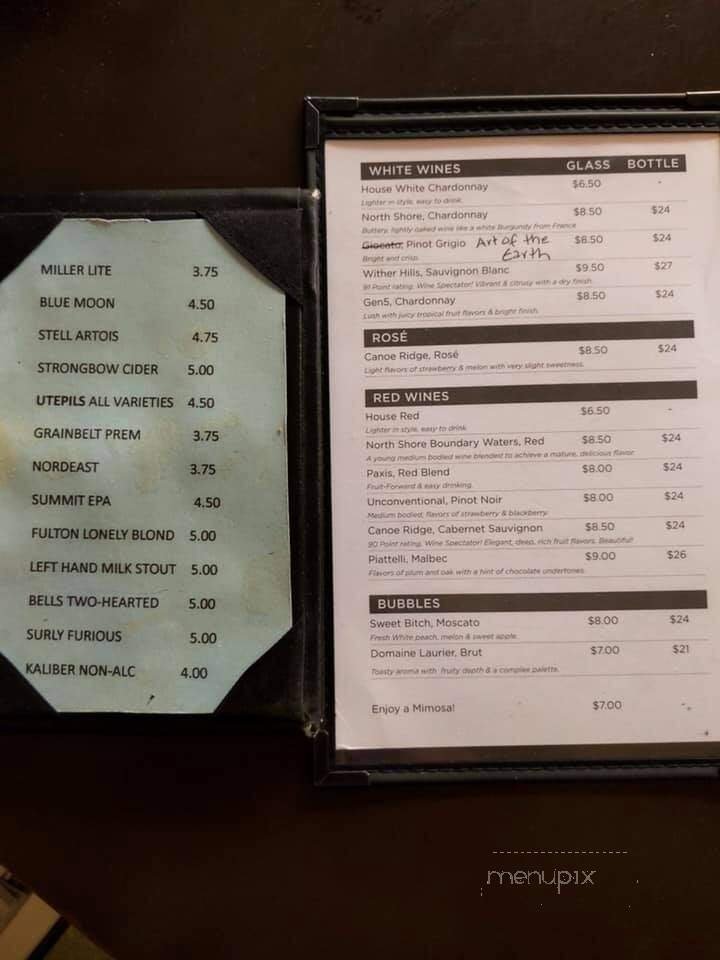 MILLER LITE 3.75
BLUE MOON 4.50
STELL ARTOIS 4.75
STRONGBOW CIDER 5.00
UTEPILS ALL VARIETIES 4.50
GRAINBELT PREM 3.75
NORDEAST 3.75
SUMMIT EPA 4.50
FULTON LONELY BLOND 5.00
LEFT HAND MILK STOUT 5.00
BELLS TWO-HEARTED 5.00
SURLY FURIOUS 5.00
KALIBER NON-ALC 4.00
WHITE WINES GLASS BOTTLE
House White Chardonnay $6.50 -
Lighter in style, easy to drink.
North Shore, Chardonnay $8.50 $24
Buttery, lightly oaked wine like a white Burgundy from France
Giocato, Pinot Grigio Art of the Earth $8.50 $24
Bright and crisp.
Wither Hills, Sauvignon Blanc $9.50 $27
91 Point rating, Wine Spectator! Vibrant & citrusy with a dry finish.
Gen5, Chardonnay $8.50 $24
Lush with juicy tropical fruit flavors & bright finish.
ROSÉ
Canoe Ridge, Rosé $8.50 $24
Light flavors of strawberry & melon with very slight sweetness.
RED WINES
House Red $6.50 -
Lighter in style, easy to drink
North Shore Boundary Waters, Red $8.50 $24
A young medium bodied wine blended to achieve a mature, delicious flavor
Paxis, Red Blend $8.00 $24
Fruit-Forward & easy drinking.
Unconventional, Pinot Noir $8.00 $24
Medium bodied, flavors of strawberry & blackberry.
Canoe Ridge, Cabernet Sauvignon $8.50 $24
90 Point rating, Wine Spectator! Elegant, deep, rich fruit flavors. Beautiful!
Piattelli, Malbec $9.00 $26
Flavors of plum and oak with a hint of chocolate undertones.
BUBBLES
Sweet Bitch, Moscato $8.00 $24
Fresh White peach, melon & sweet apple.
Domaine Laurier, Brut $7.00 $21
Toasty aroma with fruity depth & a complex palette.
Enjoy a Mimosa! $7.00 -
menupix